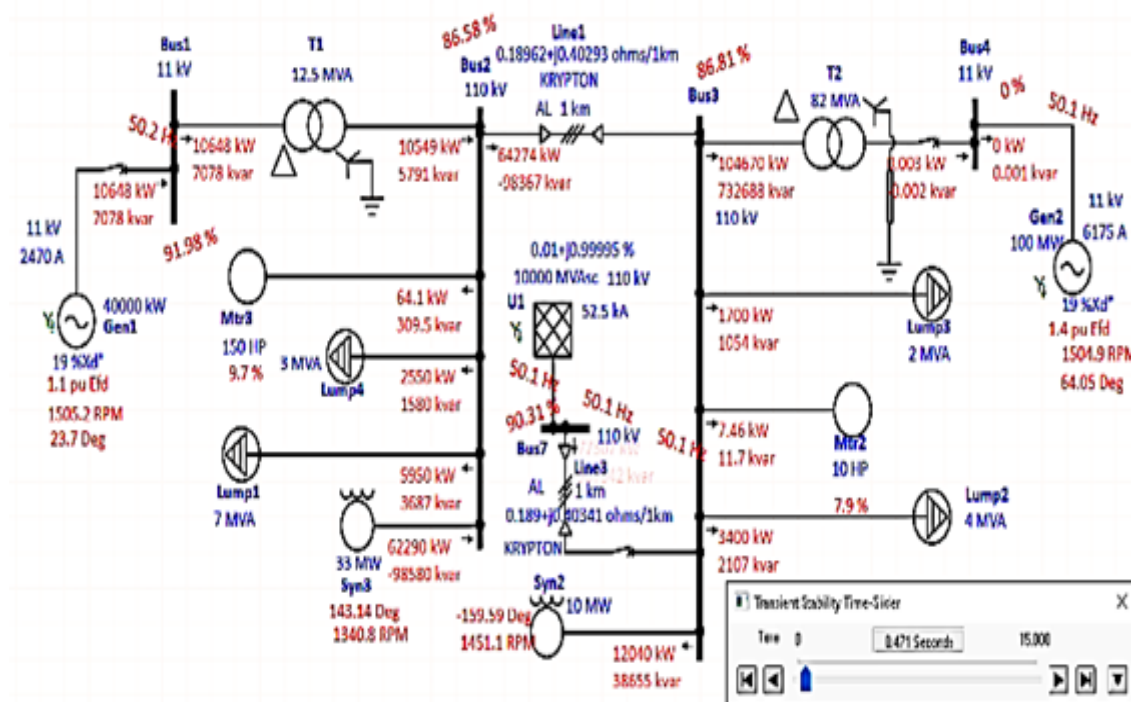 Bus1
11 kV
T1
12.5 MVA
86.58 %
Bus2
110 kV
Line1
0.18962+j0.40293 ohms/1km
KRYPTON
AL 1 km
86.81 %
Bus3
T2
82 MVA
Bus4
11 kV
0 %
50.1 Hz
50.2 Hz
10648 kW
7078 kvar
10549 kW
5791 kvar
64274 kW
-98367 kvar
104670 kW
732688 kvar
110 kV
0.003 kW
-0.002 kvar
0 kW
0.001 kvar
10648 kW
7078 kvar
11 kV
2470 A
91.98 %
40000 kW
Gen1
19 %Xd"
1.1 pu Efd
1505.2 RPM
23.7 Deg
11 kV
6175 A
Gen2
100 MW
19 %Xd"
1.4 pu Efd
1504.9 RPM
64.05 Deg
Mtr3
150 HP
9.7 %
64.1 kW
309.5 kvar
0.01+j0.99995 %
10000 MVAsc 110 kV
U1
52.5 kA
1700 kW
1054 kvar
Lump3
2 MVA
3 MVA
Lump4
2550 kW
1580 kvar
50.1 Hz
90.31 %
50.1 Hz
Bus7
110 kV
50.1 Hz
7.46 kW
11.7 kvar
Mtr2
10 HP
7.9 %
Lump1
7 MVA
5950 kW
3687 kvar
Line3
AL
1 km
0.189+j0.40341 ohms/1km
KRYPTON
Lump2
4 MVA
3400 kW
2107 kvar
33 MW
Syn3
143.14 Deg
1340.8 RPM
62290 kW
-98580 kvar
Syn2
10 MW
-159.59 Deg
1451.1 RPM
12040 kW
38655 kvar
Transient Stability Time-Slider
X
Time 0 0.471 Seconds 15.000